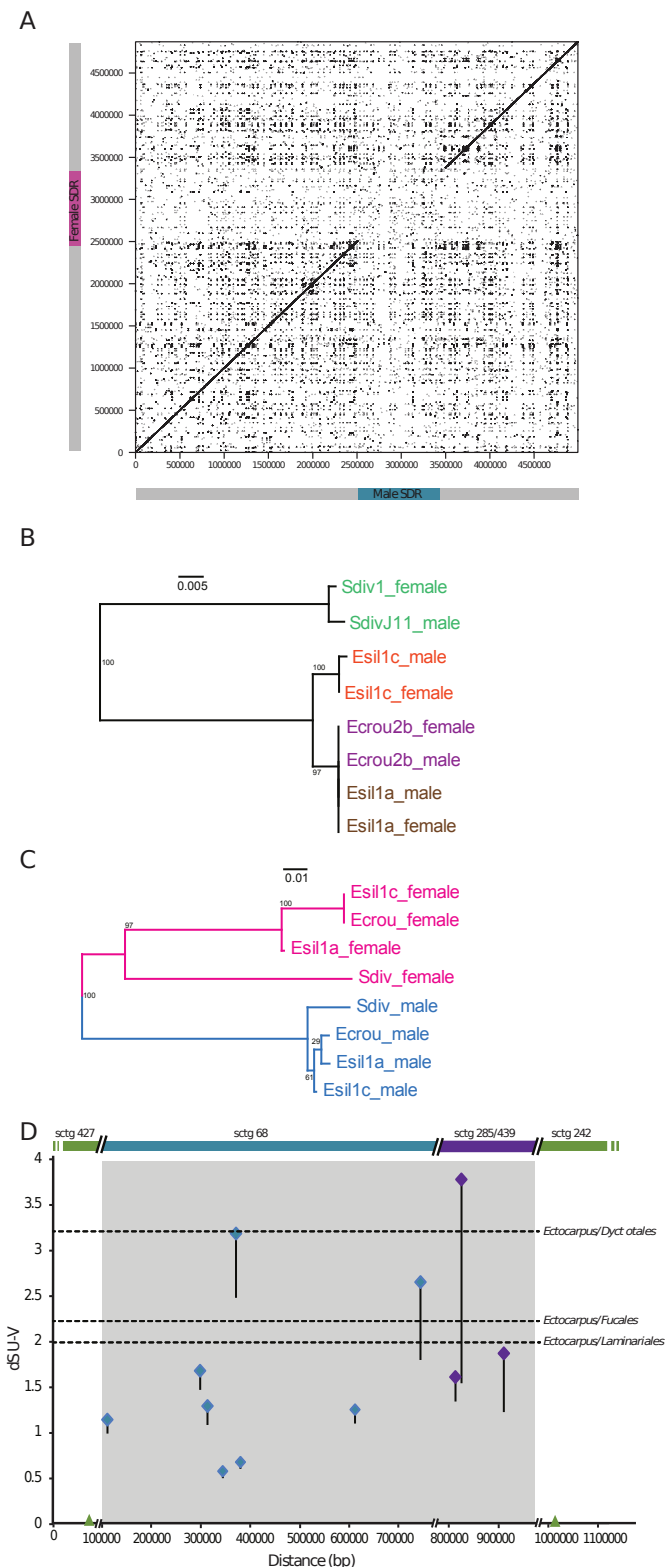 A
4500000
4000000
3500000
3000000
2500000
2000000
1500000
1000000
500000
0
Female SDR
0 500000 1000000 1500000 2000000 2500000 3000000 3500000 4000000 4500000
Male SDR
B
0.005
Sdiv1_female
SdivJ11_male
100
100
Esil1c_male
Esil1c_female
Ecrou2b_female
Ecrou2b_male
97
Esil1a_male
Esil1a_female
C
0.01
Esil1c_female
100
Ecrou_female
97
Esil1a_female
Sdiv_female
100
Sdiv_male
Ecrou_male
29
Esil1a_male
61
Esil1c_male
D
sctg 427 sctg 68 sctg 285/439 sctg 242
4
3.5
3
2.5
2
1.5
1
0.5
0
dSU-V
Ectocarpus/Dyct otales
Ectocarpus/Fucales
Ectocarpus/Laminariales
0 100000 200000 300000 400000 500000 600000 700000 800000 900000 1000000 1100000
Distance (bp)